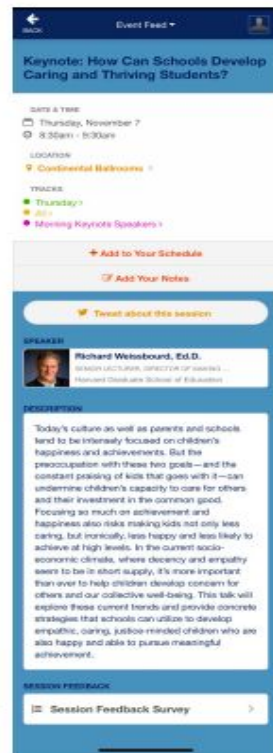 BACK
Event Feed
Keynote: How Can Schools Develop
Caring and Thriving Students?
DATE & TIME
Thursday, November 7
8:30am - 9:30am
LOCATION
Continental Ballrooms
TRACKS
Thursday
All
Morning Keynote Speakers
+ Add to Your Schedule
Add Your Notes
Tweet about this session
SPEAKER
Richard Weissbourd, Ed.D.
SENIOR LECTURER, DIRECTOR OF MAKING ...
Harvard Graduate School of Education
DESCRIPTION
Today's culture as well as parents and schools
tend to be intensely focused on children's
happiness and achievements. But the
preoccupation with these two goals—and the
constant praising of kids that goes with it—can
undermine children's capacity to care for others
and their investment in the common good.
Focusing so much on achievement and
happiness also risks making kids not only less
caring, but ironically, less happy and less likely to
achieve at high levels. In the current socio-
economic climate, where decency and empathy
seem to be in short supply, it's more important
than ever to help children develop concern for
others and our collective well-being. This talk will
explore these current trends and provide concrete
strategies that schools can utilize to develop
empathic, caring, justice-minded children who are
also happy and able to pursue meaningful
achievement.
SESSION FEEDBACK
Session Feedback Survey